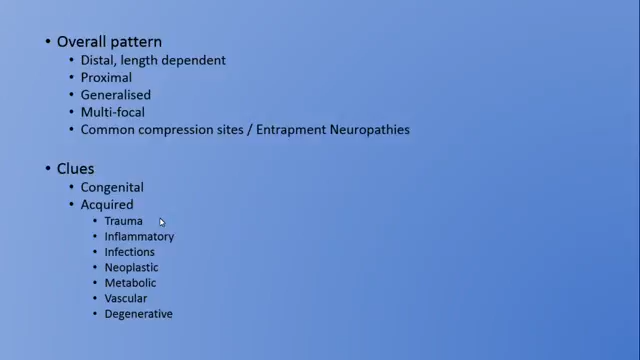 • Overall pattern
• Distal, length dependent
• Proximal
• Generalised
• Multi-focal
• Common compression sites / Entrapment Neuropathies
• Clues
• Congenital
• Acquired
• Trauma
• Inflammatory
• Infections
• Neoplastic
• Metabolic
• Vascular
• Degenerative